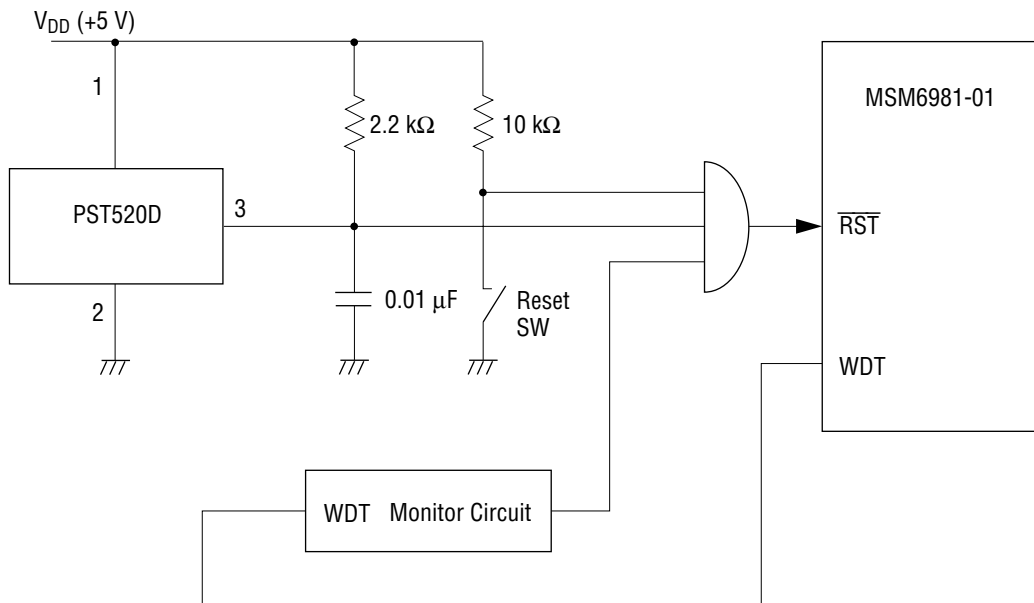 V_DD (+5 V)
1
2.2 kΩ
10 kΩ
MSM6981-01
PST520D
3
R̅S̅T̅
2
0.01 μF
Reset
SW
WDT
WDT Monitor Circuit